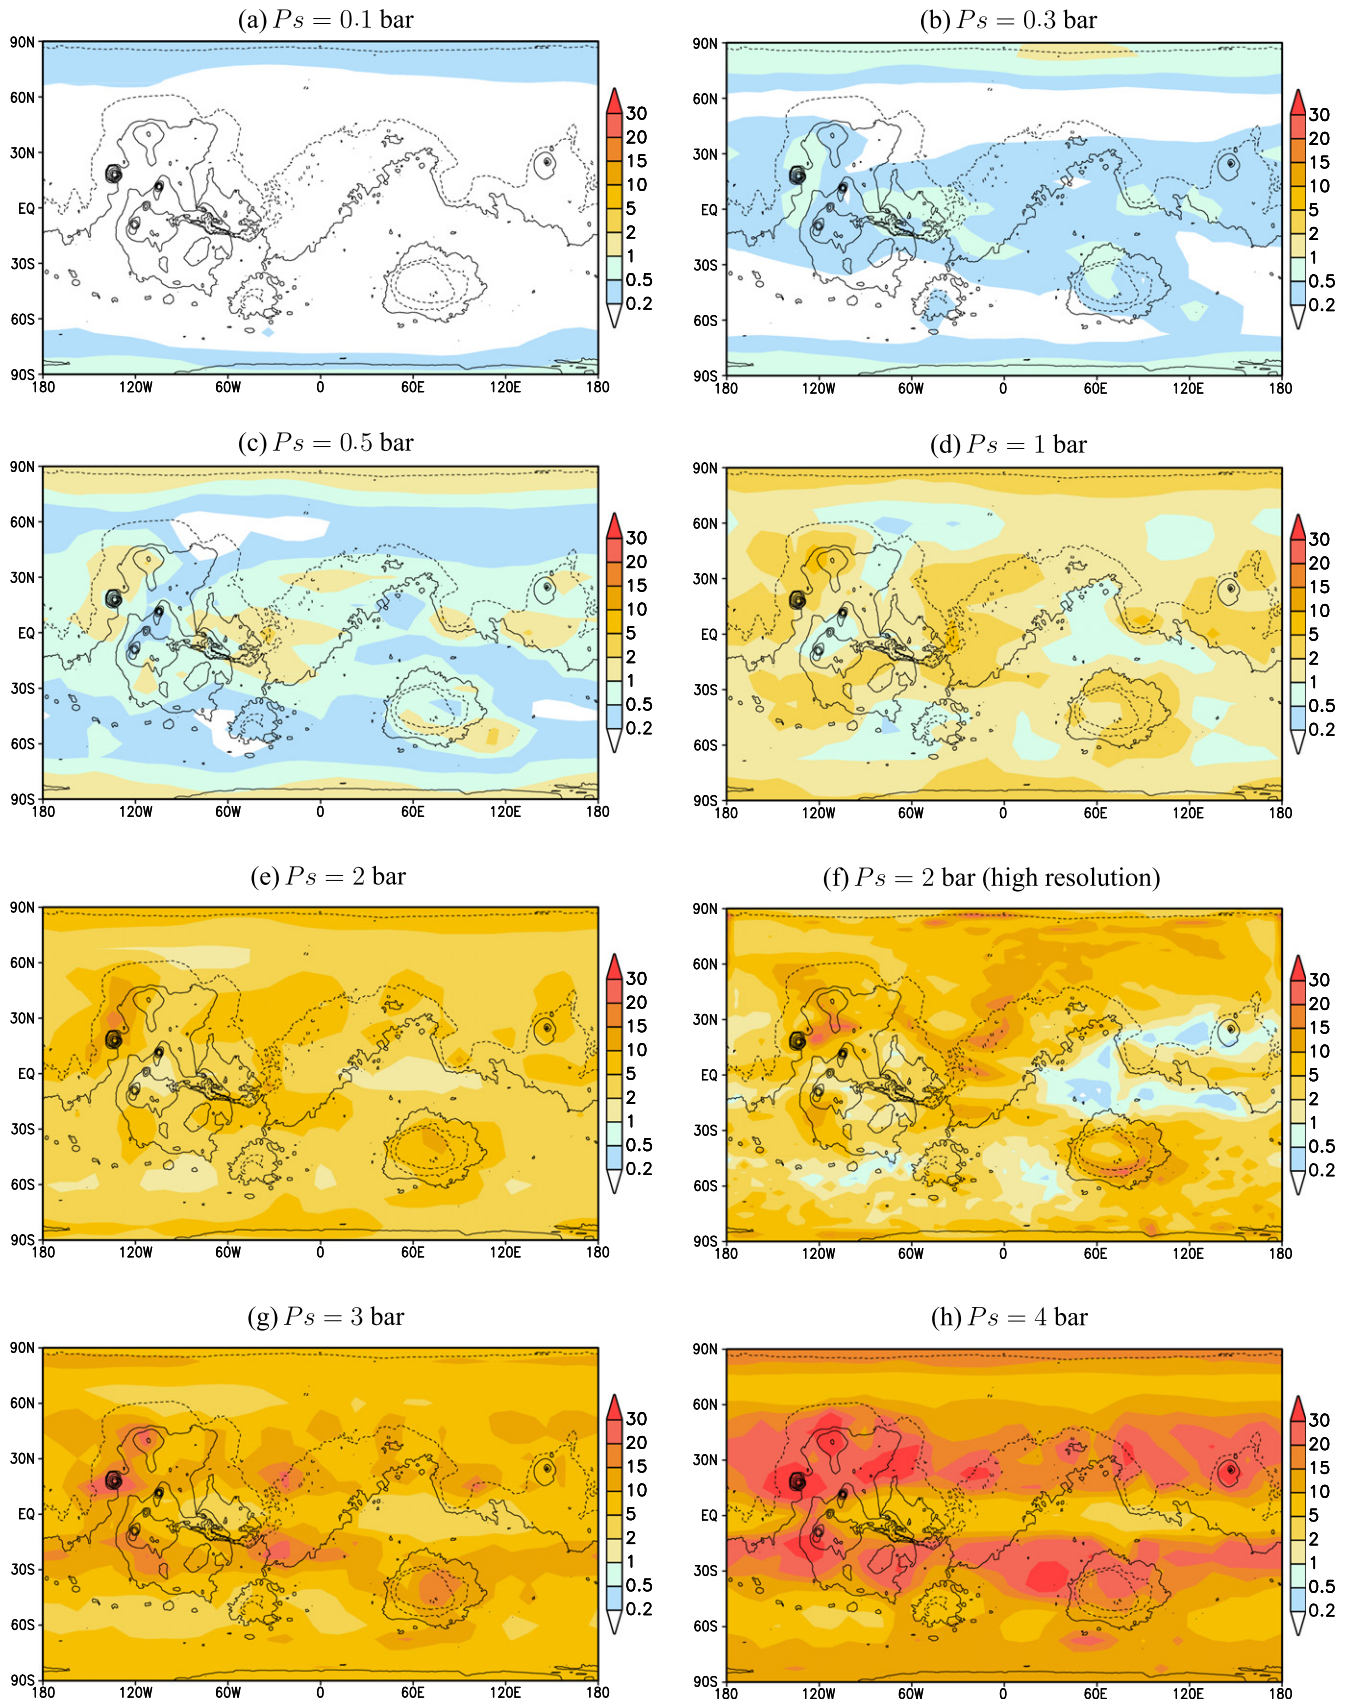 (a) Ps = 0.1 bar
90N
60N
30N
EQ
30S
60S
90S
180 120W 60W 0 60E 120E 180
30
20
15
10
5
2
1
0.5
0.2
(b) Ps = 0.3 bar
90N
60N
30N
EQ
30S
60S
90S
180 120W 60W 0 60E 120E 180
30
20
15
10
5
2
1
0.5
0.2
(c) Ps = 0.5 bar
90N
60N
30N
EQ
30S
60S
90S
180 120W 60W 0 60E 120E 180
30
20
15
10
5
2
1
0.5
0.2
(d) Ps = 1 bar
90N
60N
30N
EQ
30S
60S
90S
180 120W 60W 0 60E 120E 180
30
20
15
10
5
2
1
0.5
0.2
(e) Ps = 2 bar
90N
60N
30N
EQ
30S
60S
90S
180 120W 60W 0 60E 120E 180
30
20
15
10
5
2
1
0.5
0.2
(f) Ps = 2 bar (high resolution)
90N
60N
30N
EQ
30S
60S
90S
180 120W 60W 0 60E 120E 180
30
20
15
10
5
2
1
0.5
0.2
(g) Ps = 3 bar
90N
60N
30N
EQ
30S
60S
90S
180 120W 60W 0 60E 120E 180
30
20
15
10
5
2
1
0.5
0.2
(h) Ps = 4 bar
90N
60N
30N
EQ
30S
60S
90S
180 120W 60W 0 60E 120E 180
30
20
15
10
5
2
1
0.5
0.2